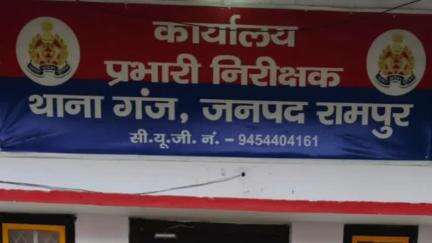 कार्यालय
प्रभारी निरीक्षक
थाना गंज, जनपद रामपुर
सी.यू.जी. नं. - 9454404161